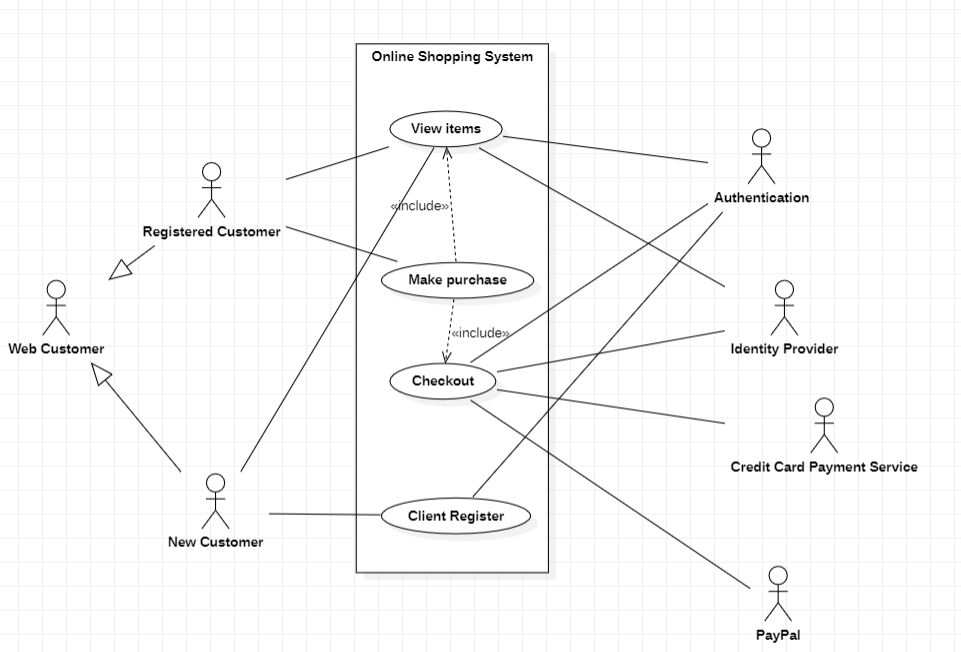 Online Shopping System
View items
Authentication
«include»
Registered Customer
Make purchase
«include»
Web Customer
Identity Provider
Checkout
Credit Card Payment Service
Client Register
New Customer
PayPal